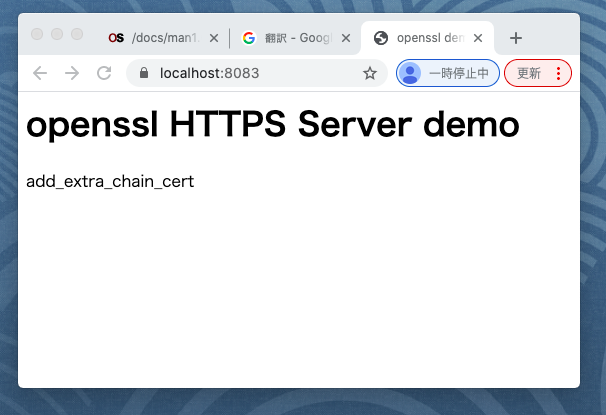 OS /docs/man1.
翻訳 - Googl
openssl dem
localhost:8083
一時停止中
更新
openssl HTTPS Server demo
add_extra_chain_cert